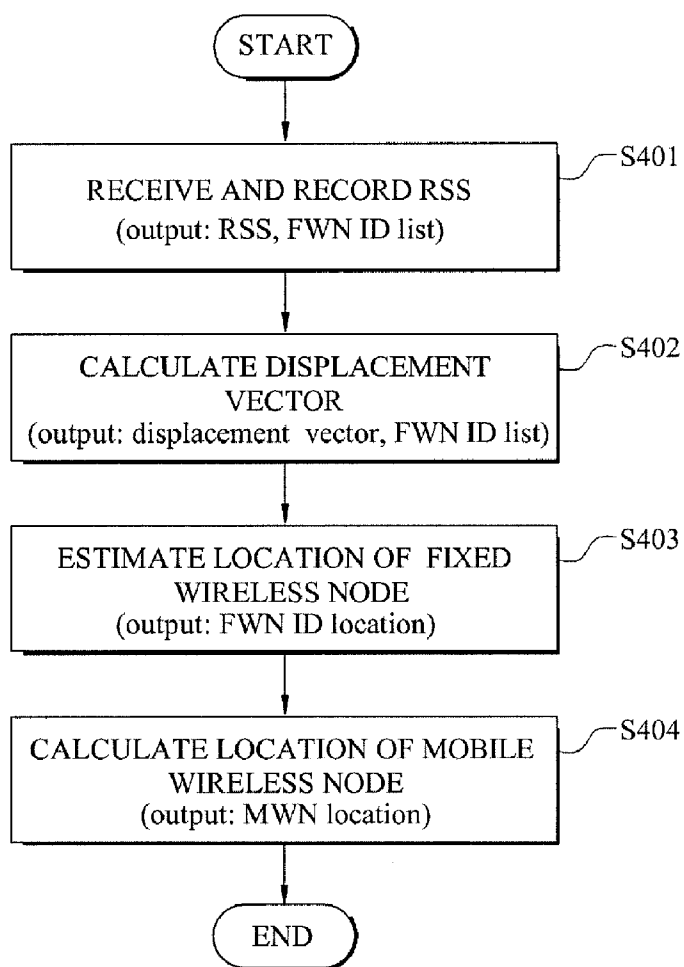 START
S401
RECEIVE AND RECORD RSS
(output: RSS, FWN ID list)
S402
CALCULATE DISPLACEMENT
VECTOR
(output: displacement vector, FWN ID list)
S403
ESTIMATE LOCATION OF FIXED
WIRELESS NODE
(output: FWN ID location)
S404
CALCULATE LOCATION OF MOBILE
WIRELESS NODE
(output: MWN location)
END